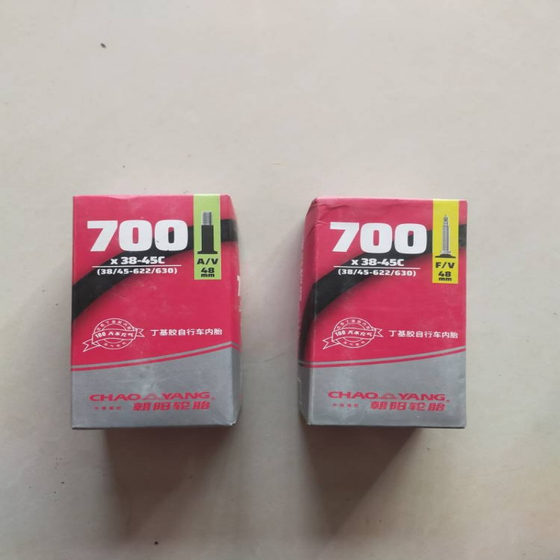 700
x 38-45C
(38/45-622/630)
A/V
48
mm
丁基胶自行车内胎
CHAO YANG
朝阳轮胎
700
x 38-45C
(38/45-622/630)
F/V
48
mm
丁基胶自行车内胎
CHAO YANG
朝阳轮胎